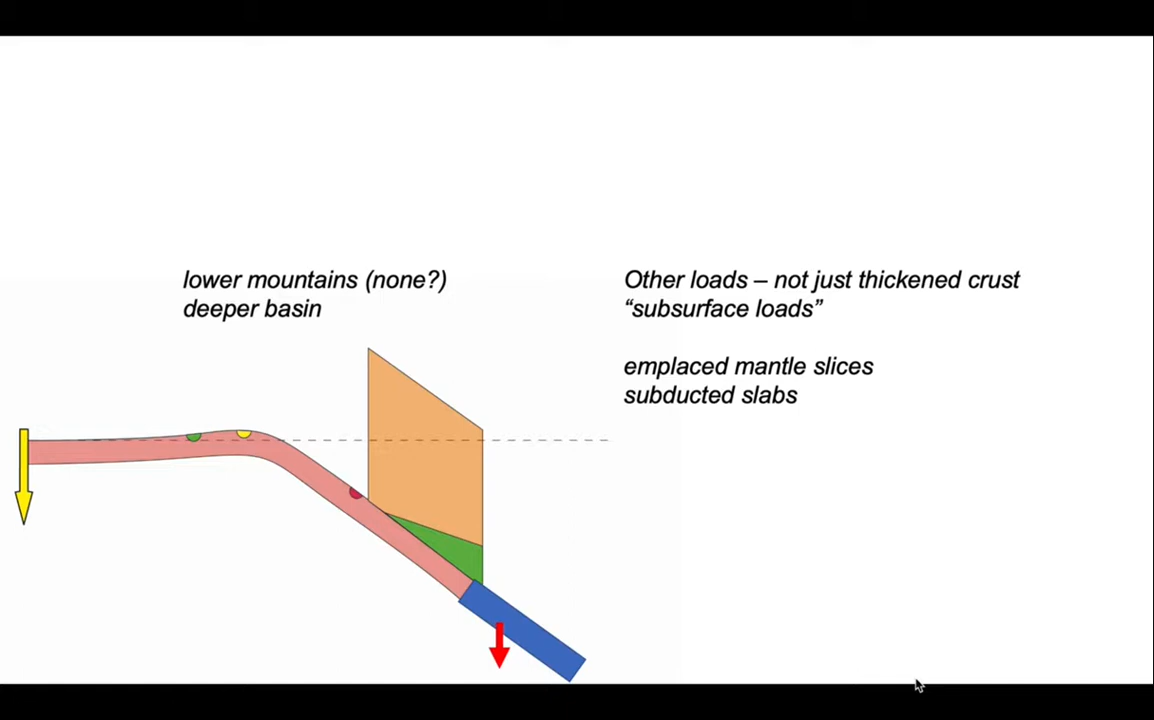 lower mountains (none?)
deeper basin
Other loads – not just thickened crust
“subsurface loads”
emplaced mantle slices
subducted slabs